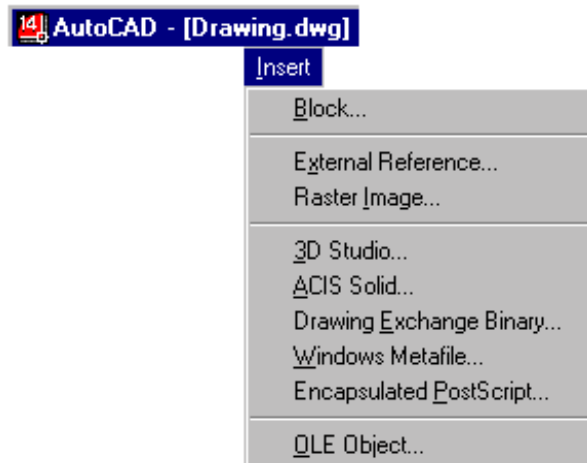 14 AutoCAD - [Drawing.dwg]
Insert
Block...
External Reference...
Raster Image...
3D Studio...
ACIS Solid...
Drawing Exchange Binary...
Windows Metafile...
Encapsulated PostScript...
OLE Object...